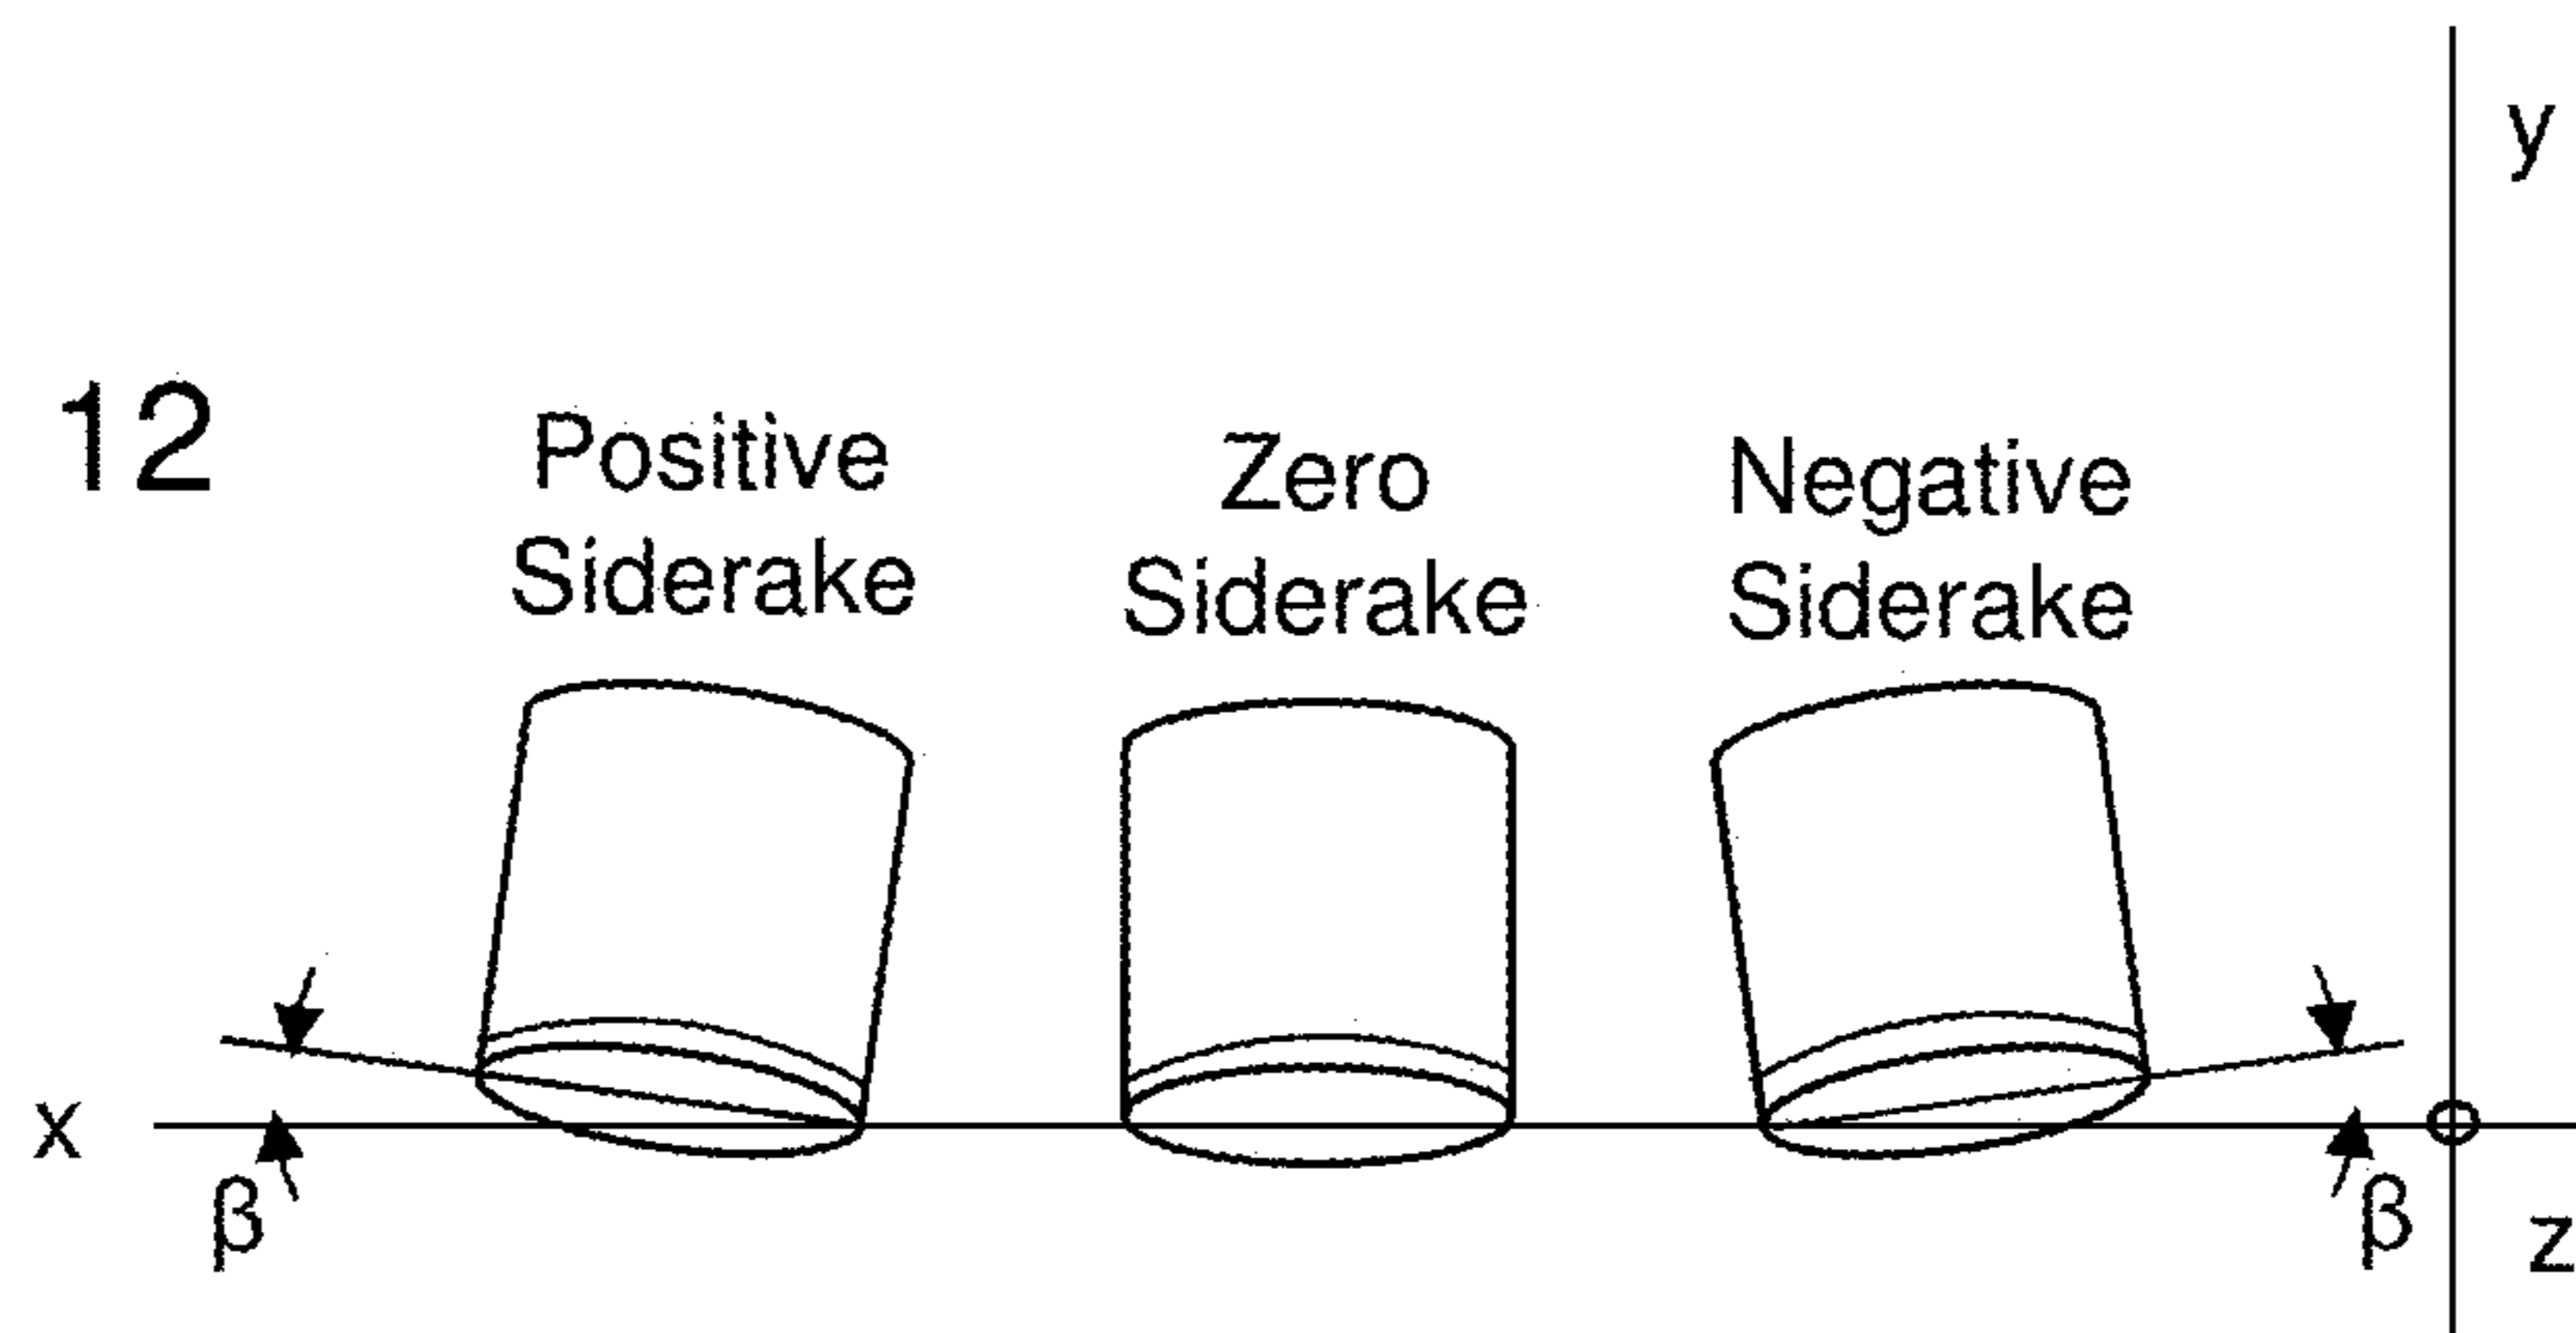 y
12
Positive
Siderake
Zero
Siderake
Negative
Siderake
x
β
β
z